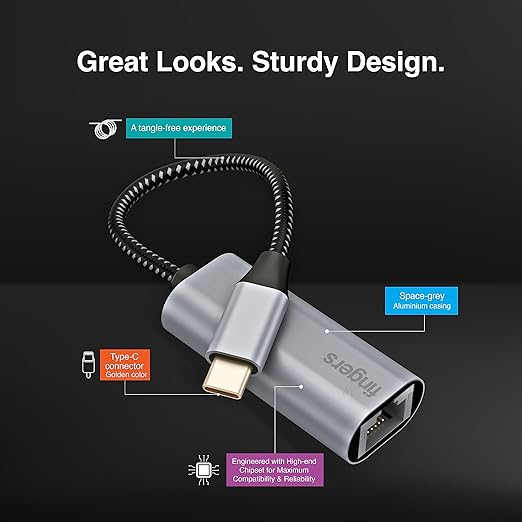 Great Looks. Sturdy Design.
A tangle-free experience
Space-grey
Aluminium casing
Type-C
connector
Golden color
fingers
Engineered with High-end
Chipset for Maximum
Compatibility & Reliability